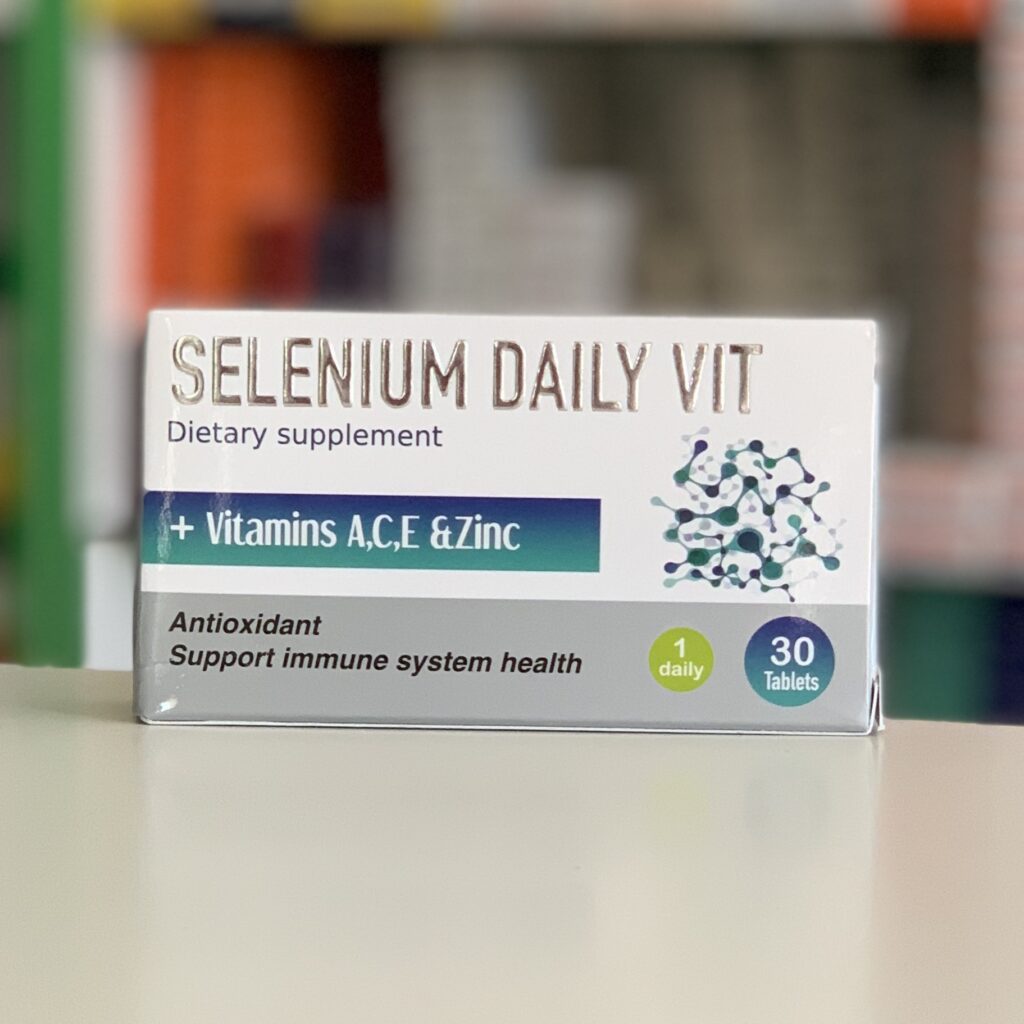 SELENIUM DAILY VIT
Dietary supplement
+ Vitamins A,C,E &Zinc
Antioxidant
Support immune system health
1
daily
30
Tablets